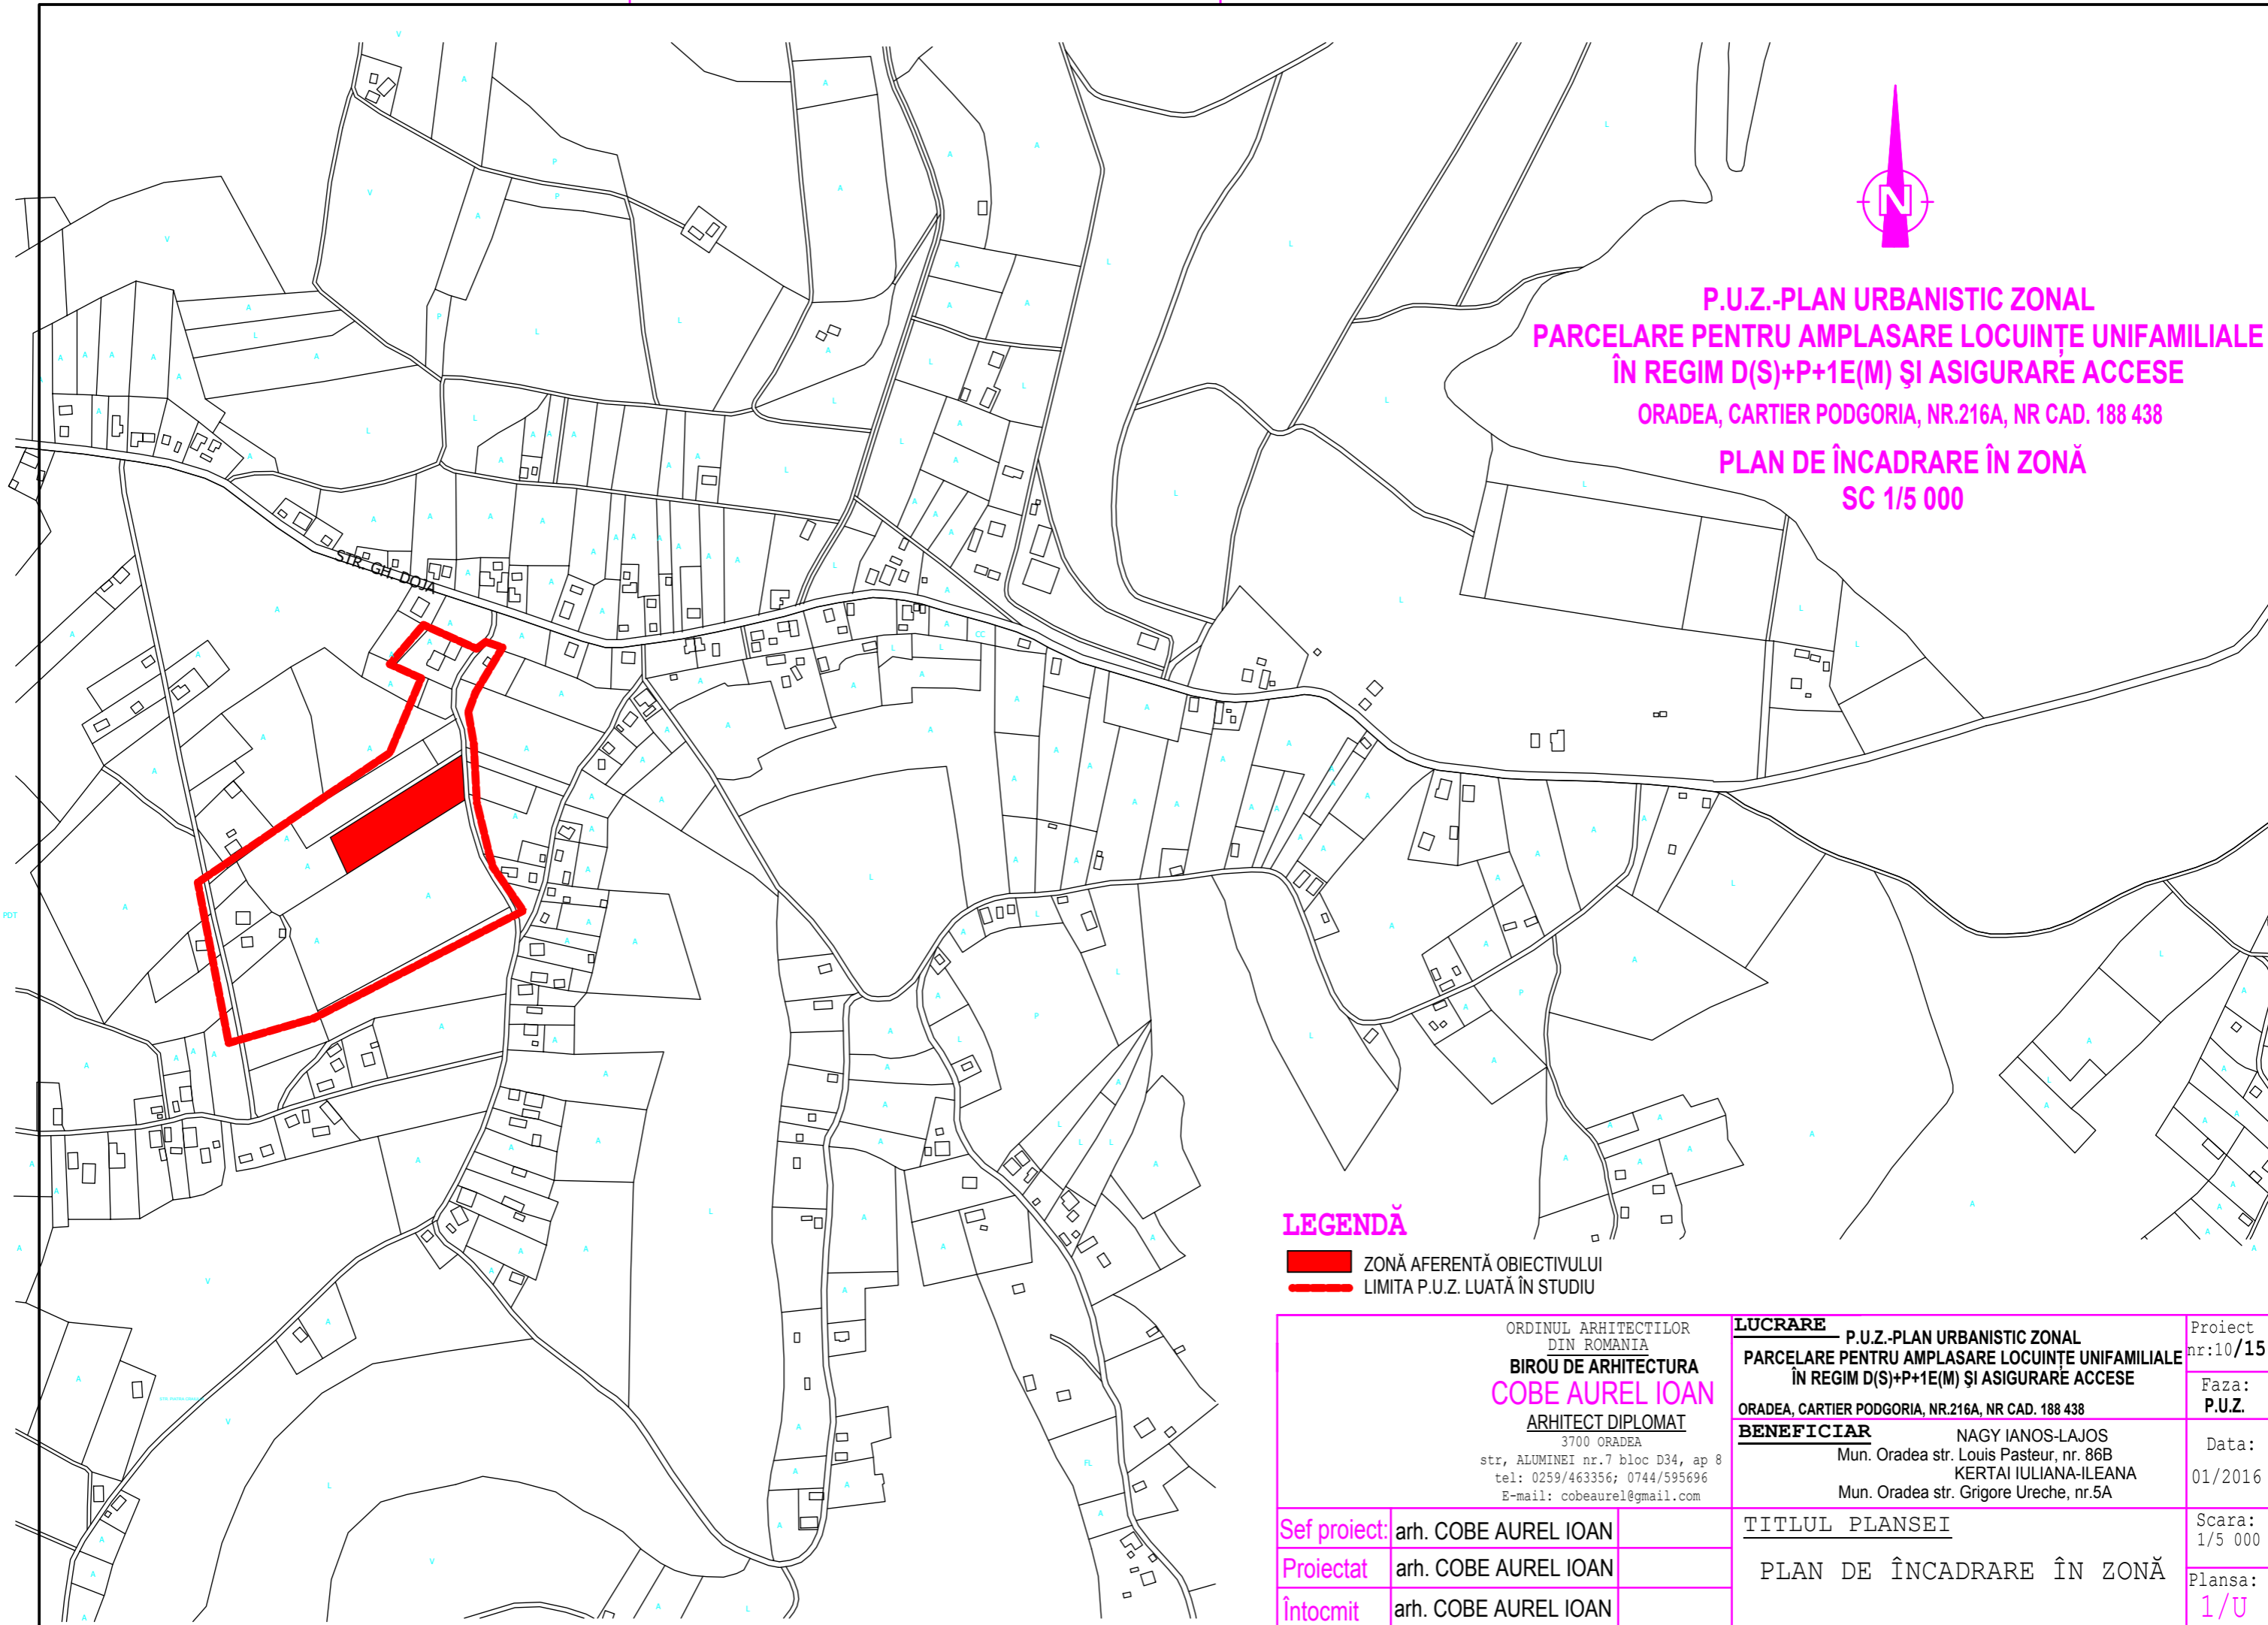 P.U.Z.-PLAN URBANISTIC ZONAL
PARCELARE PENTRU AMPLASARE LOCUINŢE UNIFAMILIALE
ÎN REGIM D(S)+P+1E(M) ŞI ASIGURARE ACCESE
ORADEA, CARTIER PODGORIA, NR.216A, NR CAD. 188 438
PLAN DE ÎNCADRARE ÎN ZONĂ
SC 1/5 000
N
STR. GH. DOJA
CC
PDT
FL
LEGENDĂ
ZONĂ AFERENTĂ OBIECTIVULUI
LIMITA P.U.Z. LUATĂ ÎN STUDIU
ORDINUL ARHITECTILOR
DIN ROMANIA
BIROU DE ARHITECTURA
COBE AUREL IOAN
ARHITECT DIPLOMAT
3700 ORADEA
str, ALUMINEI nr.7 bloc D34, ap 8
tel: 0259/463356; 0744/595696
E-mail: cobeaurel@gmail.com
Sef proiect: arh. COBE AUREL IOAN
Proiectat arh. COBE AUREL IOAN
Întocmit arh. COBE AUREL IOAN
LUCRARE
P.U.Z.-PLAN URBANISTIC ZONAL
PARCELARE PENTRU AMPLASARE LOCUINŢE UNIFAMILIALE
ÎN REGIM D(S)+P+1E(M) ŞI ASIGURARE ACCESE
ORADEA, CARTIER PODGORIA, NR.216A, NR CAD. 188 438
BENEFICIAR
NAGY IANOS-LAJOS
Mun. Oradea str. Louis Pasteur, nr. 86B
KERTAI IULIANA-ILEANA
Mun. Oradea str. Grigore Ureche, nr.5A
TITLUL PLANSEI
PLAN DE ÎNCADRARE ÎN ZONĂ
Proiect
nr:10/15
Faza:
P.U.Z.
Data:
01/2016
Scara:
1/5 000
Plansa:
1/U